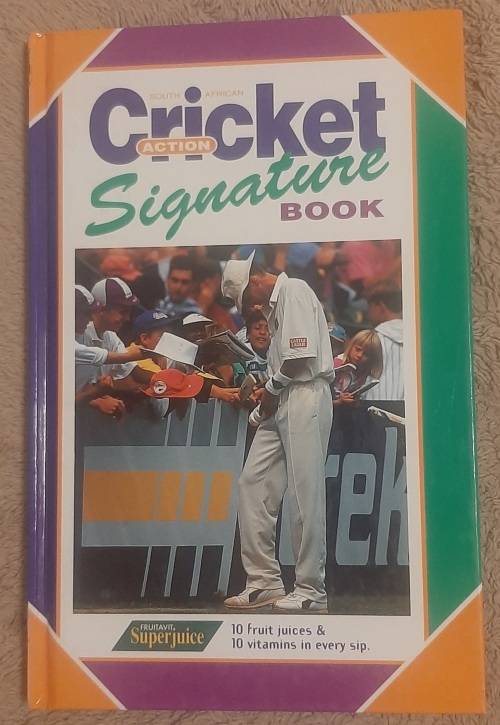 SOUTH AFRICAN
Cricket
ACTION
Signature
BOOK
CASTLE
LAGER
rek
FRUITAVIT
Superjuice
10 fruit juices &
10 vitamins in every sip.